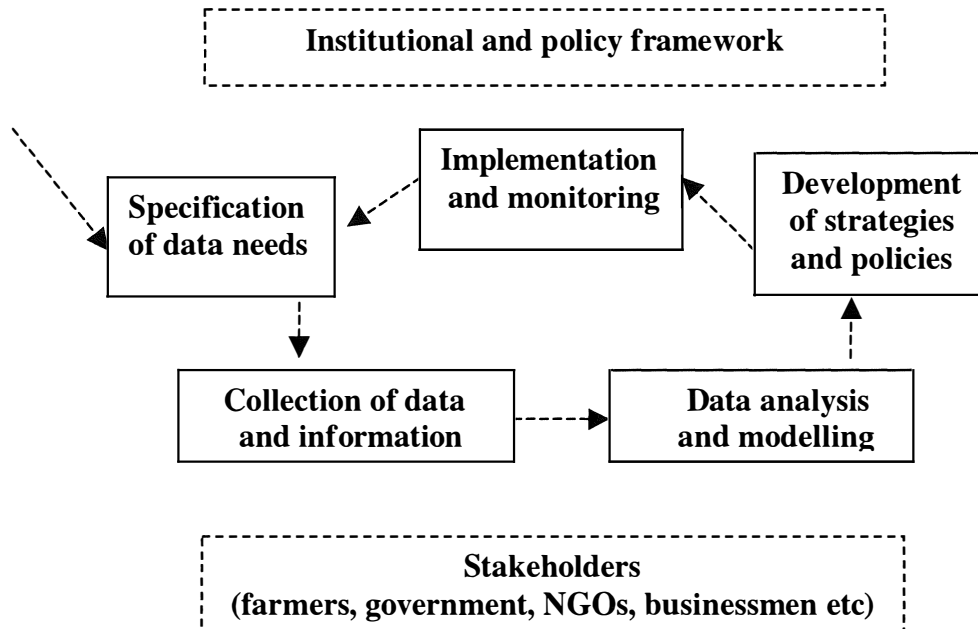 Institutional and policy framework
Implementation
and monitoring
Development
of strategies
and policies
Specification
of data needs
Collection of data
and information
Data analysis
and modelling
Stakeholders
(farmers, government, NGOs, businessmen etc)